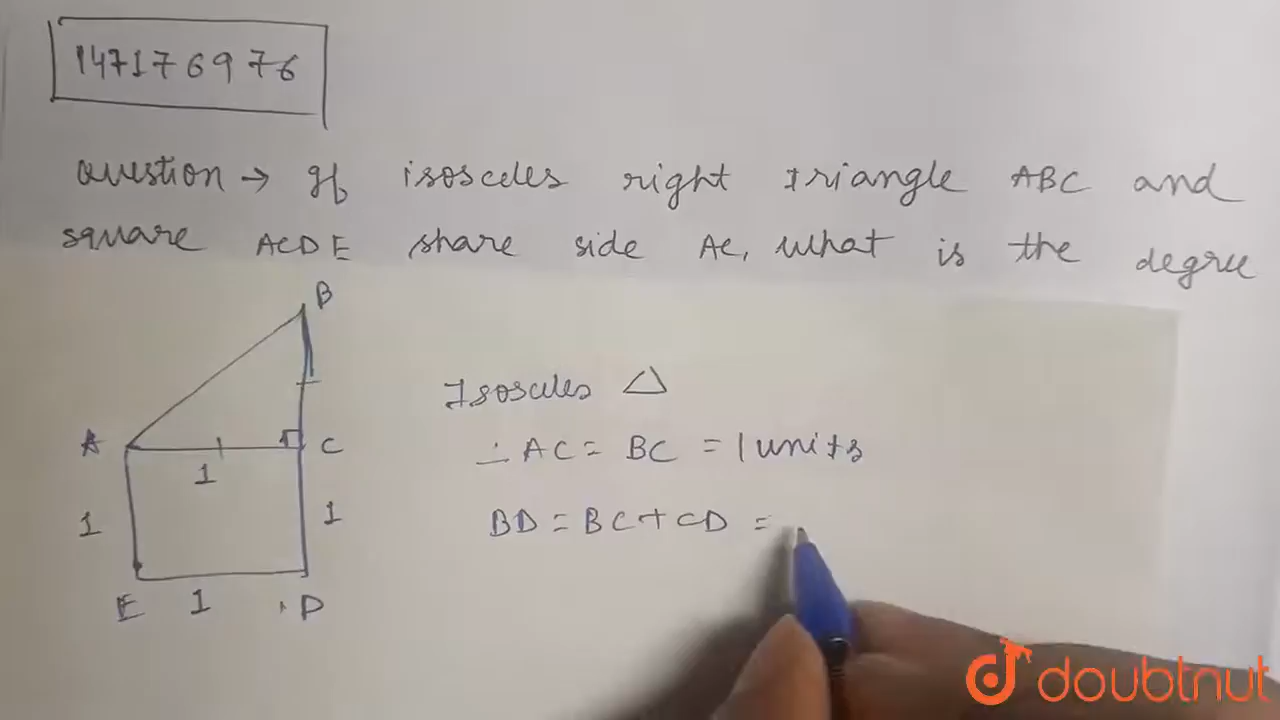 147176976
Question → If isosceles right triangle ABC and
square ACDE share side AC, what is the degree
B
A
C
1
1
1
E
1
D
Isosceles △
∴ AC = BC = 1 units
BD = BC + CD =
doubtnut